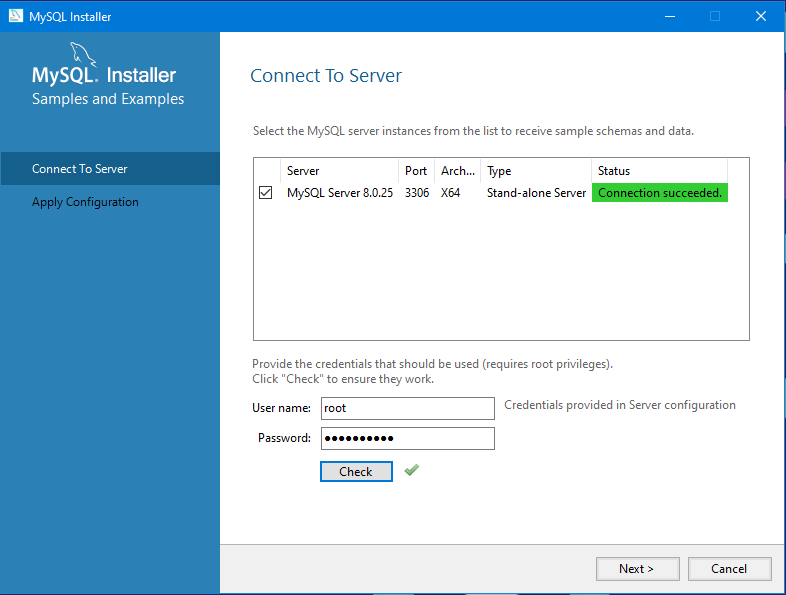 MySQL Installer
MySQL. Installer
Samples and Examples
Connect To Server
Apply Configuration
Connect To Server
Select the MySQL server instances from the list to receive sample schemas and data.
Server Port Arch... Type Status
MySQL Server 8.0.25 3306 X64 Stand-alone Server Connection succeeded.
Provide the credentials that should be used (requires root privileges).
Click "Check" to ensure they work.
User name: root Credentials provided in Server configuration
Password: ●●●●●●●●●●
Check
Next > Cancel